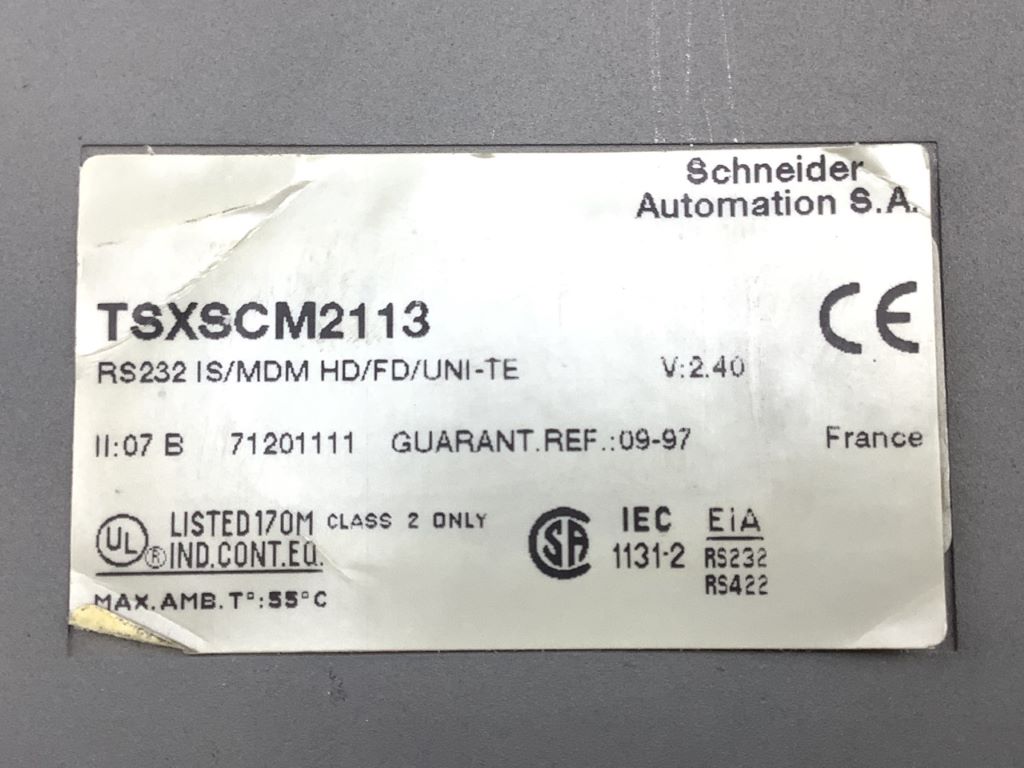 Schneider
Automation S.A.
TSXSCM2113
CE
RS232 IS/MDM HD/FD/UNI-TE V:2.40
II:07 B 71201111 GUARANT.REF.:09-97 France
UL ® LISTED 170M CLASS 2 ONLY
IND.CONT.EQ.
SA IEC EiA
1131-2 RS232
RS422
MAX.AMB.T°:55°C